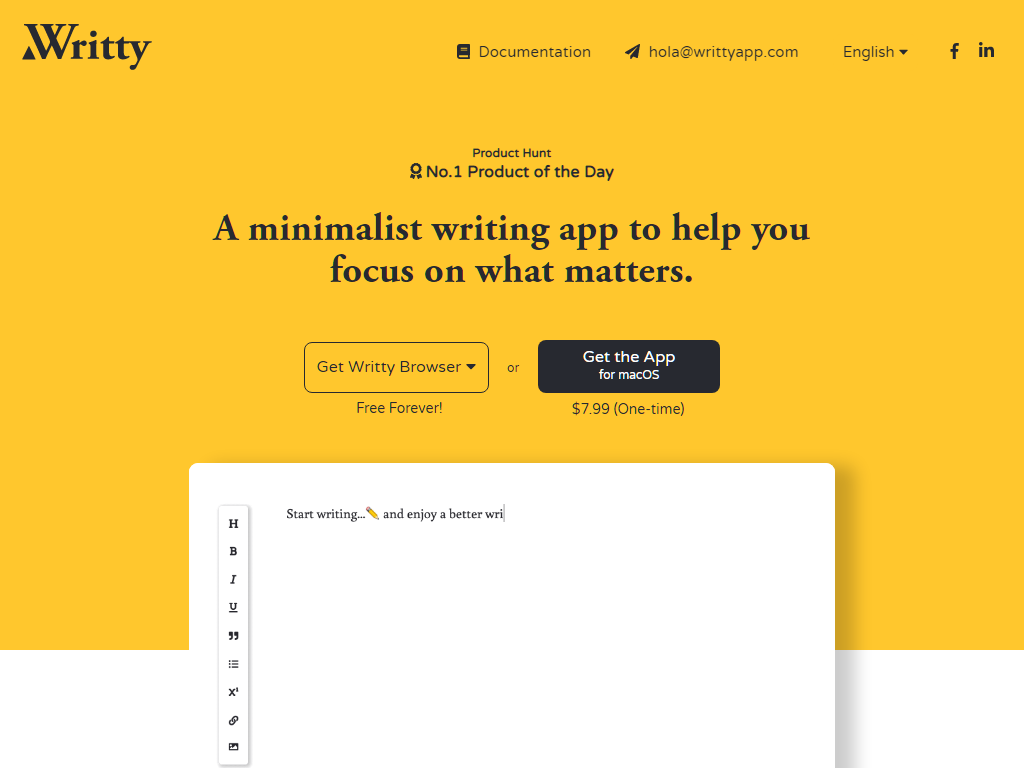 Writty
Documentation
hola@writtyapp.com
English
Product Hunt
No.1 Product of the Day
A minimalist writing app to help you
focus on what matters.
Get Writty Browser
or
Get the App
for macOS
Free Forever!
$7.99 (One-time)
Start writing...✏️ and enjoy a better wri
H
B
I
U
X¹